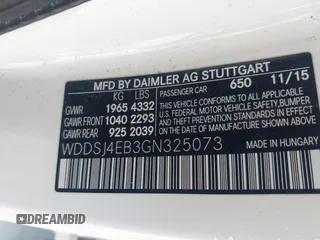 MFD BY DAIMLER AG STUTTGART
KG LBS PASSENGER CAR 650 11/15
GVWR 1965 4332
GAWR FRONT 1040 2293
GAWR REAR 925 2039
THIS VEHICLE CONFORMS TO ALL APPLICABLE
U.S. FEDERAL MOTOR VEHICLE SAFETY,
BUMPER, AND THEFT PREVENTION STANDARDS
IN EFFECT ON THE DATE OF MANUFACTURE
SHOWN ABOVE.
WDDSJ4EB3GN325073
MADE IN HUNGARY
DREAMBID